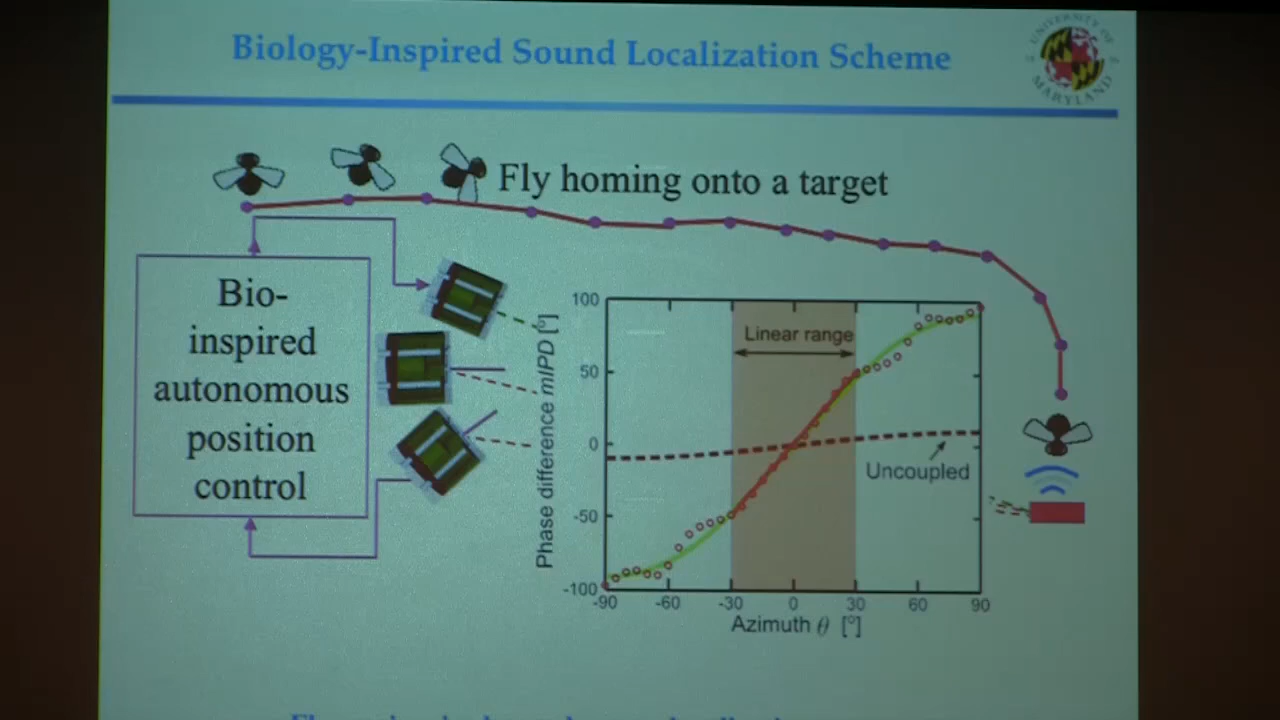 Biology-Inspired Sound Localization Scheme
UNIVERSITY OF
MARYLAND
Fly homing onto a target
Bio-
inspired
autonomous
position
control
Phase difference mIPD [°]
100
50
0
-50
-100
Linear range
Uncoupled
-90 -60 -30 0 30 60 90
Azimuth θ [°]